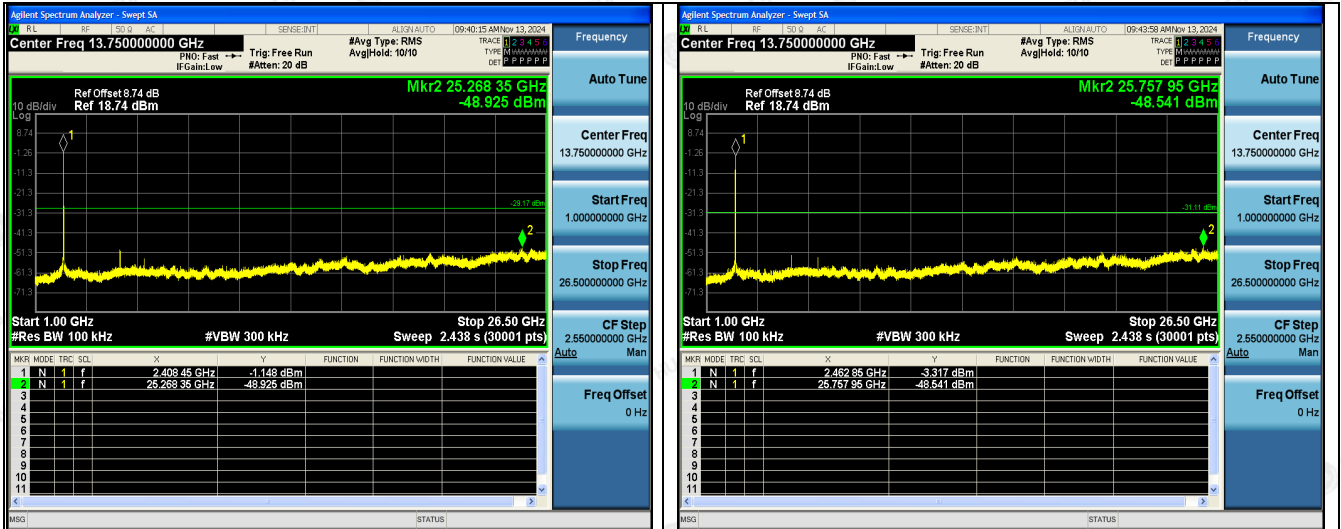 Agilent Spectrum Analyzer - Swept SA
RL RF 50 Ω AC SENSE:INT ALIGN AUTO 09:40:15 AM Nov 13, 2024
Center Freq 13.750000000 GHz
#Avg Type: RMS
TRACE 1 2 3 4 5 6
PNO: Fast
Trig: Free Run
Avg|Hold: 10/10
TYPE M WWWWW
IFGain:Low
#Atten: 20 dB
DET P P P P P P
Mkr2 25.268 35 GHz
Ref Offset 8.74 dB
-48.925 dBm
10 dB/div
Ref 18.74 dBm
Log
8.74
-1.26
-11.3
-21.3
-31.3
-41.3
-51.3
-61.3
-71.3
1
-29.17 dBm
2
Start 1.00 GHz
Stop 26.50 GHz
#Res BW 100 kHz
#VBW 300 kHz
Sweep 2.438 s (30001 pts)
MKR MODE TRC SCL X Y FUNCTION FUNCTION WIDTH FUNCTION VALUE
1 N 1 f 2.408 45 GHz -1.148 dBm
2 N 1 f 25.268 35 GHz -48.925 dBm
3
4
5
6
7
8
9
10
11
MSG
STATUS
Frequency
Auto Tune
Center Freq
13.750000000 GHz
Start Freq
1.000000000 GHz
Stop Freq
26.500000000 GHz
CF Step
2.550000000 GHz
Auto Man
Freq Offset
0 Hz
Agilent Spectrum Analyzer - Swept SA
RL RF 50 Ω AC SENSE:INT ALIGN AUTO 09:43:58 AM Nov 13, 2024
Center Freq 13.750000000 GHz
#Avg Type: RMS
TRACE 1 2 3 4 5 6
PNO: Fast
Trig: Free Run
Avg|Hold: 10/10
TYPE M WWWWW
IFGain:Low
#Atten: 20 dB
DET P P P P P P
Mkr2 25.757 95 GHz
Ref Offset 8.74 dB
-48.541 dBm
10 dB/div
Ref 18.74 dBm
Log
8.74
-1.26
-11.3
-21.3
-31.3
-41.3
-51.3
-61.3
-71.3
1
-31.11 dBm
2
Start 1.00 GHz
Stop 26.50 GHz
#Res BW 100 kHz
#VBW 300 kHz
Sweep 2.438 s (30001 pts)
MKR MODE TRC SCL X Y FUNCTION FUNCTION WIDTH FUNCTION VALUE
1 N 1 f 2.462 85 GHz -3.317 dBm
2 N 1 f 25.757 95 GHz -48.541 dBm
3
4
5
6
7
8
9
10
11
MSG
STATUS
Frequency
Auto Tune
Center Freq
13.750000000 GHz
Start Freq
1.000000000 GHz
Stop Freq
26.500000000 GHz
CF Step
2.550000000 GHz
Auto Man
Freq Offset
0 Hz